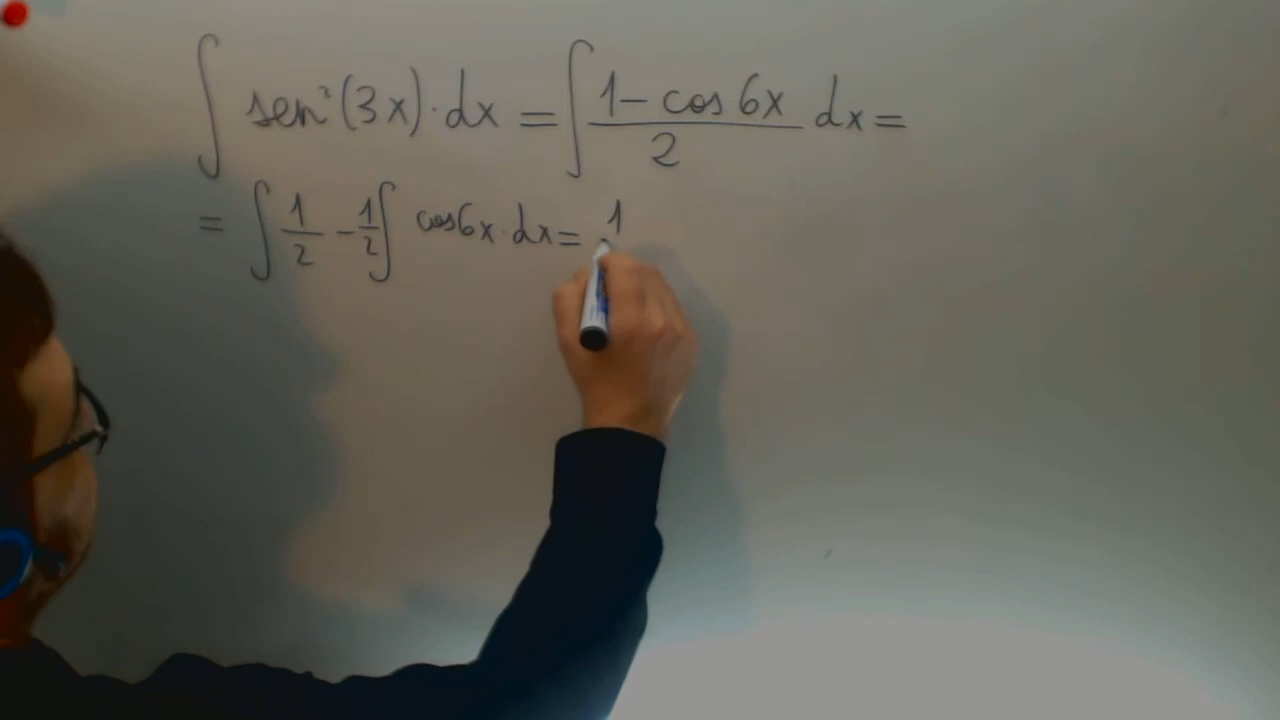 ∫ sen²(3x)·dx = ∫ (1 - cos 6x)/2 dx =
= ∫ 1/2 - 1/2 ∫ cos6x·dx = 1